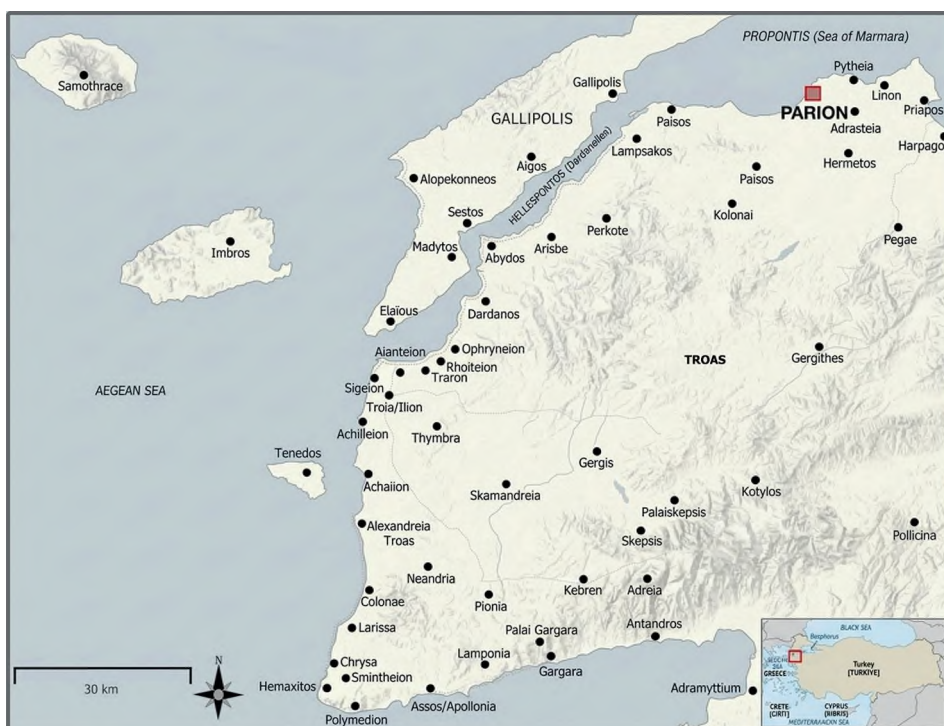 PROPONTIS (Sea of Marmara)
Samothrace
Gallipolis
Pytheia
Linon
Priapos
PARION
GALLIPOLIS
Paisos
Adrasteia
Harpago
Lampsakos
Hermetos
Aigos
Paisos
HELLESPONTOS (Dardanelles)
Alopekonneos
Kolonai
Sestos
Perkote
Pegae
Imbros
Madytos
Abydos
Arisbe
Elaïous
Dardanos
Aianteion
Ophryneion
Rhoiteion
TROAS
Gergithes
Traron
Sigeion
AEGEAN SEA
Troia/Ilion
Achilleion
Thymbra
Tenedos
Gergis
Achaiion
Skamandreia
Kotylos
Palaiskepsis
Alexandreia
Troas
Skepsis
Pollicina
Neandria
Kebren
Adreia
Colonae
Pionia
Larissa
Palai Gargara
Antandros
Chrysa
Lamponia
Gargara
Smintheion
Hemaxitos
Assos/Apollonia
Adramyttium
Polymedion
30 km
N
BLACK SEA
Bosphorus
GREECE
Turkey
(TURKIYE)
CRETE
(CIRIT)
CYPRUS
(KIBRIS)